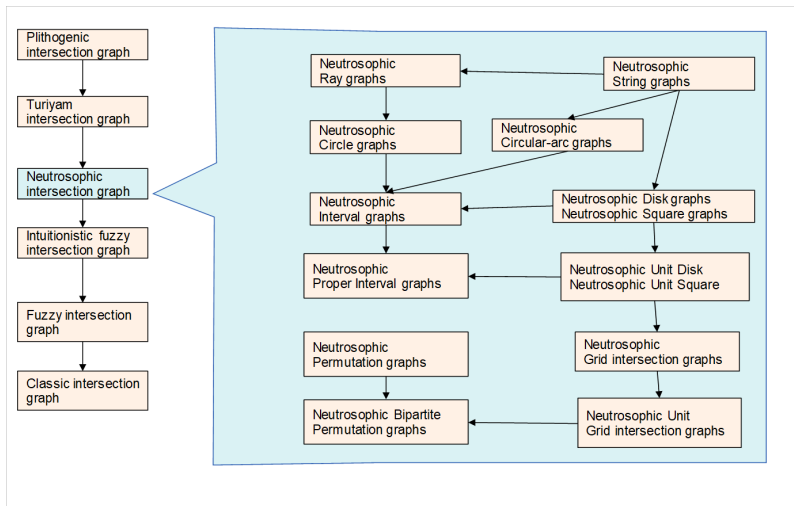 Plithogenic
intersection graph
Turiyam
intersection graph
Neutrosophic
intersection graph
Intuitionistic fuzzy
intersection graph
Fuzzy intersection
graph
Classic intersection
graph
Neutrosophic
Ray graphs
Neutrosophic
String graphs
Neutrosophic
Circle graphs
Neutrosophic
Circular-arc graphs
Neutrosophic
Interval graphs
Neutrosophic Disk graphs
Neutrosophic Square graphs
Neutrosophic
Proper Interval graphs
Neutrosophic Unit Disk
Neutrosophic Unit Square
Neutrosophic
Permutation graphs
Neutrosophic
Grid intersection graphs
Neutrosophic Bipartite
Permutation graphs
Neutrosophic Unit
Grid intersection graphs